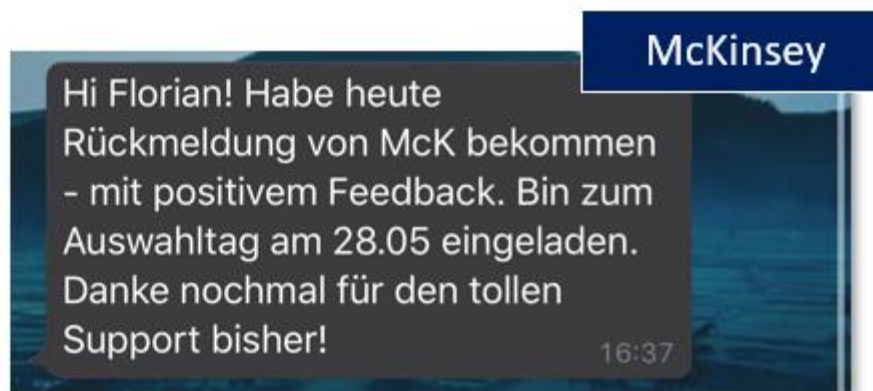 McKinsey
Hi Florian! Habe heute
Rückmeldung von McK bekommen
- mit positivem Feedback. Bin zum
Auswahltag am 28.05 eingeladen.
Danke nochmal für den tollen
Support bisher!
16:37